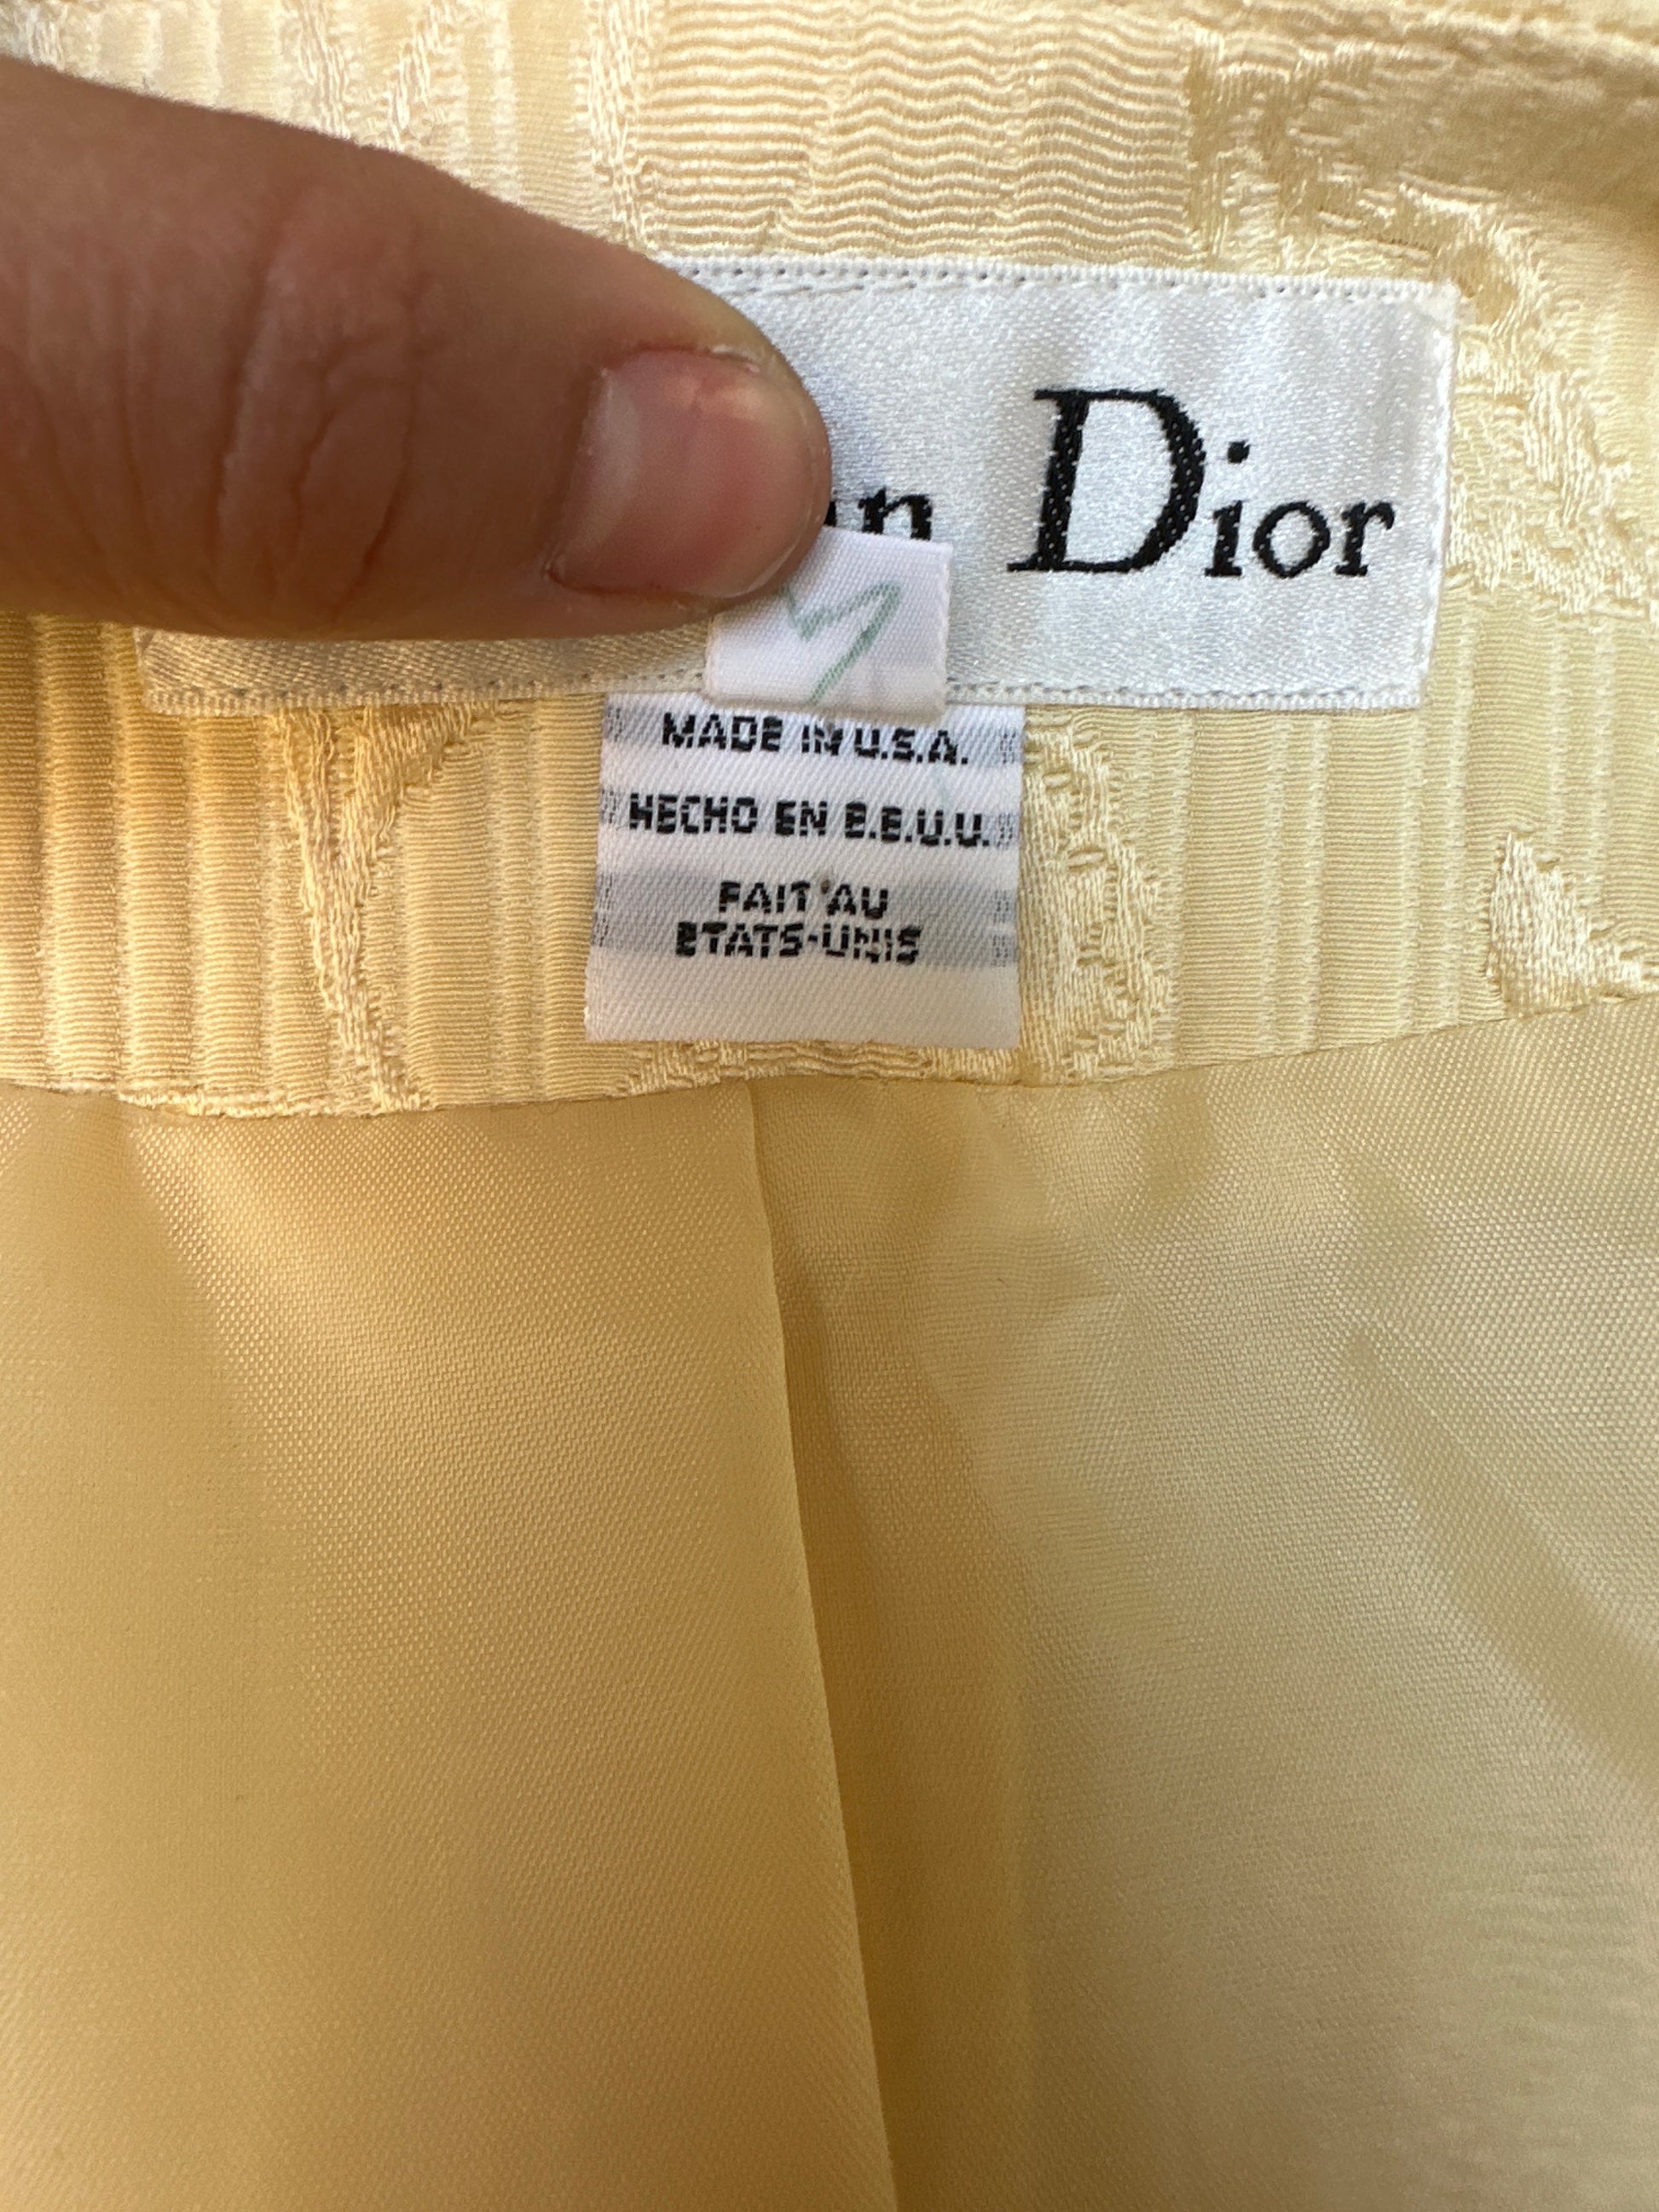 n Dior
MADE IN U.S.A.
HECHO EN E.E.U.U.
FAIT AU
ETATS-UNIS